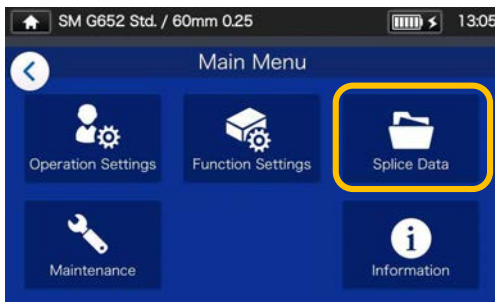 SM G652 Std. / 60mm 0.25 13:05
Main Menu
Operation Settings Function Settings Splice Data
Maintenance Information